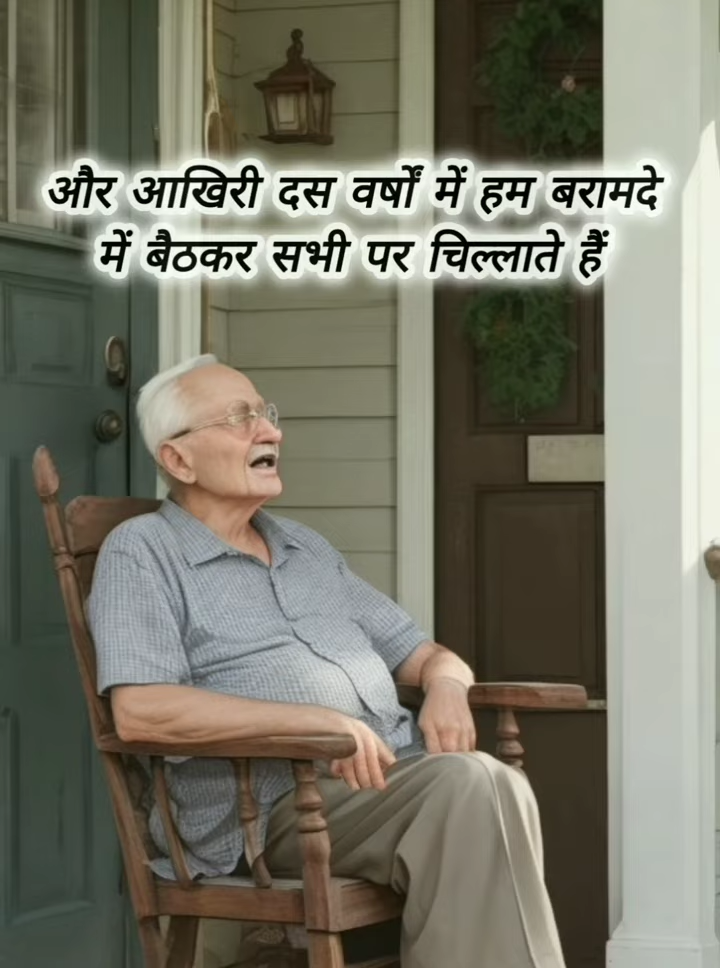 और आखिरी दस वर्षों में हम बरामदे
में बैठकर सभी पर चिल्लाते हैं